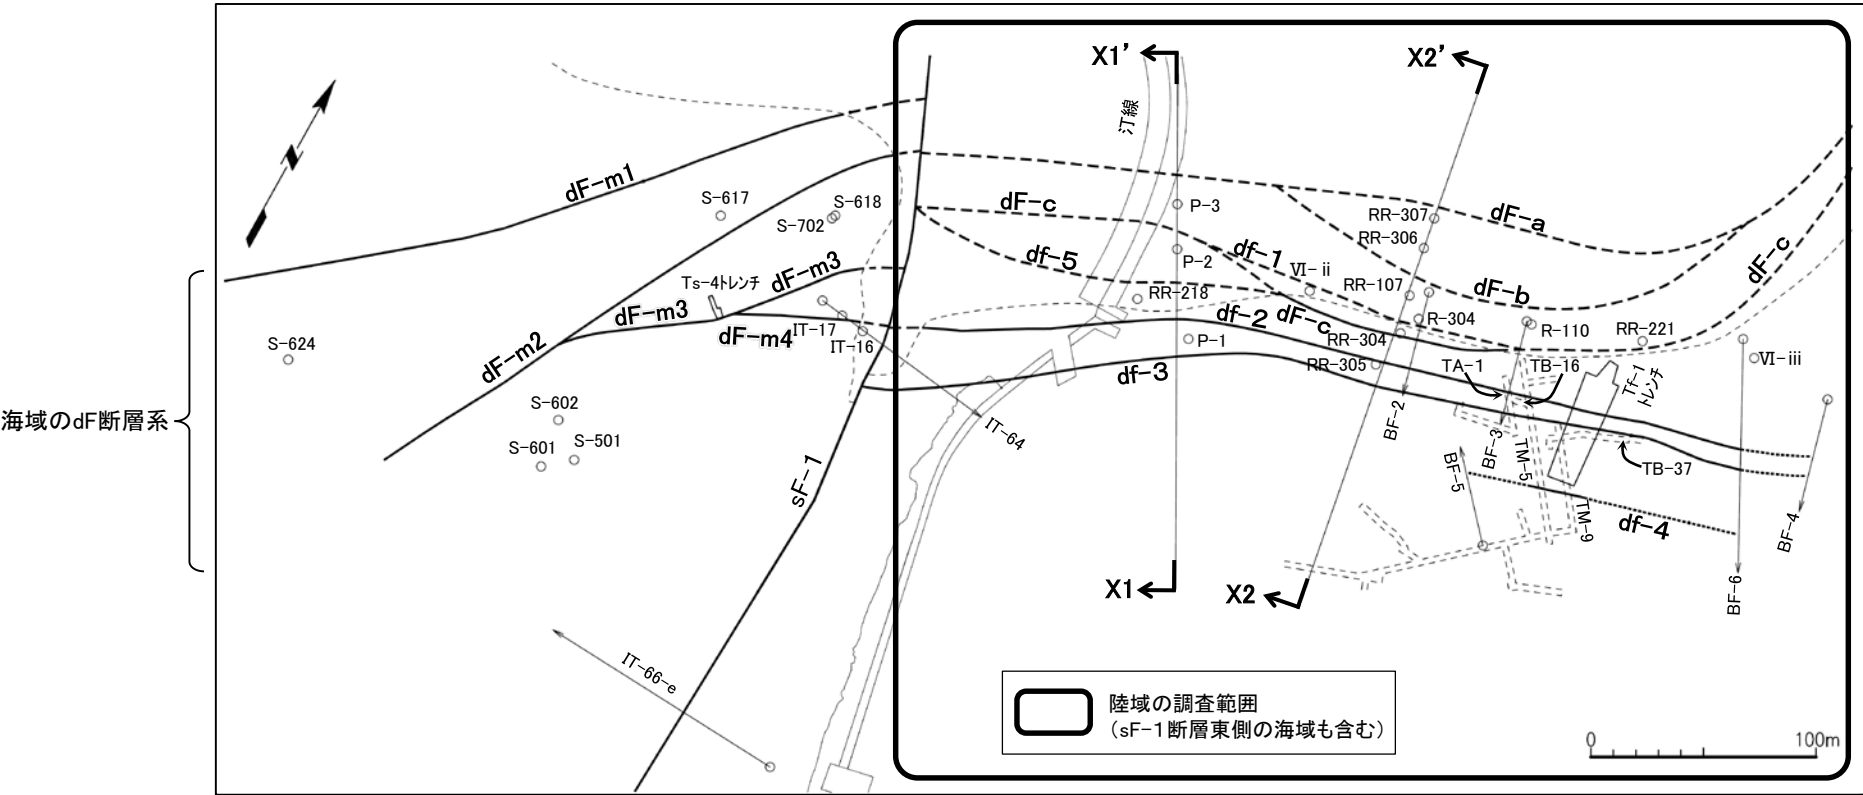 X1’
X2’
汀線
dF-m1
S-617
S-618
S-702
dF-c
P-3
RR-307
dF-a
RR-306
df-5
P-2
df-1
Ⅵ-ⅱ
dF-c
Ts-4トレンチ
dF-m3
RR-218
RR-107
dF-b
dF-m3
dF-m4
IT-17
IT-16
df-2
dF-c
R-304
RR-304
R-110
RR-221
S-624
dF-m2
P-1
RR-305
TA-1
TB-16
Tf-1
トレンチ
Ⅵ-ⅲ
df-3
海域のdF断層系
S-602
S-601
S-501
IT-64
BF-2
BF-3
TM-5
BF-5
TB-37
sF-1
TM-9
df-4
BF-4
X1
X2
BF-6
IT-66-e
陸域の調査範囲
（sF-1断層東側の海域も含む）
0
100m